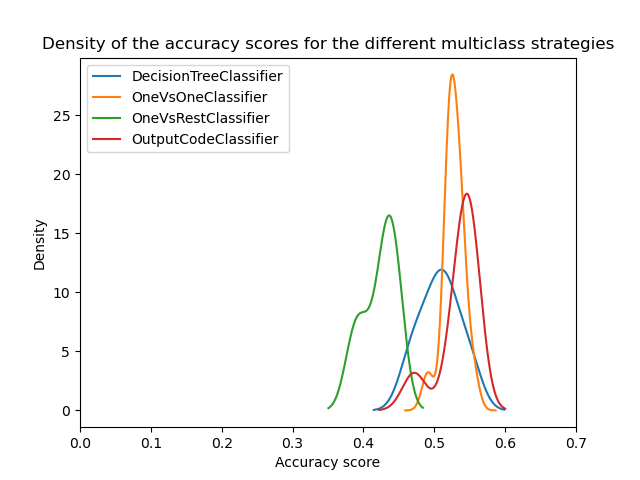 Density of the accuracy scores for the different multiclass strategies
DecisionTreeClassifier
OneVsOneClassifier
OneVsRestClassifier
OutputCodeClassifier
Density
25
20
15
10
5
0
0.0 0.1 0.2 0.3 0.4 0.5 0.6 0.7
Accuracy score